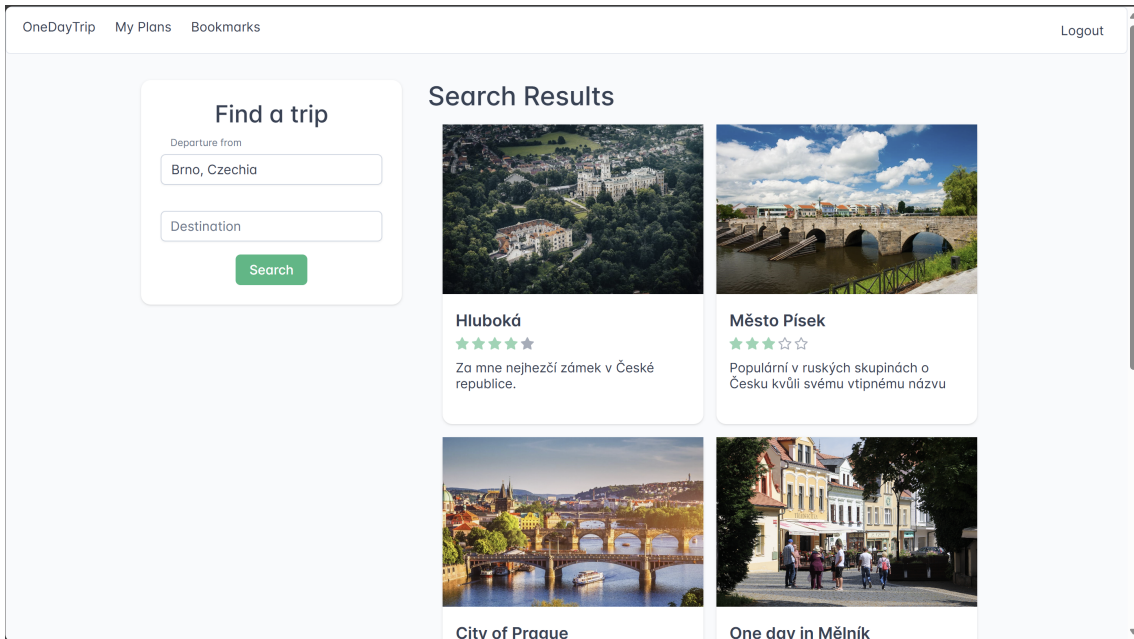 OneDayTrip My Plans Bookmarks Logout
Find a trip
Departure from
Brno, Czechia
Destination
Search
Search Results
Hluboká
Za mne nejhezčí zámek v České
republice.
Město Písek
Populární v ruských skupinách o
Česku kvůli svému vtipnému názvu
City of Prague
One day in Mělník